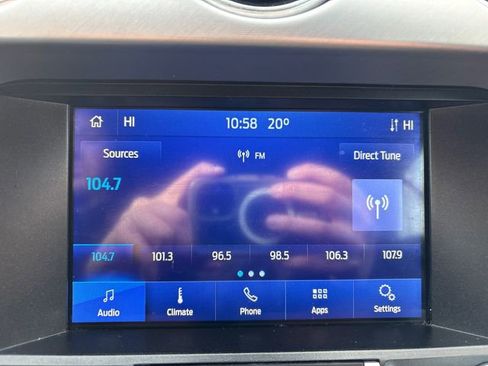 HI 10:58 20° HI
Sources FM Direct Tune
104.7
104.7 101.3 96.5 98.5 106.3 107.9
Audio Climate Phone Apps Settings